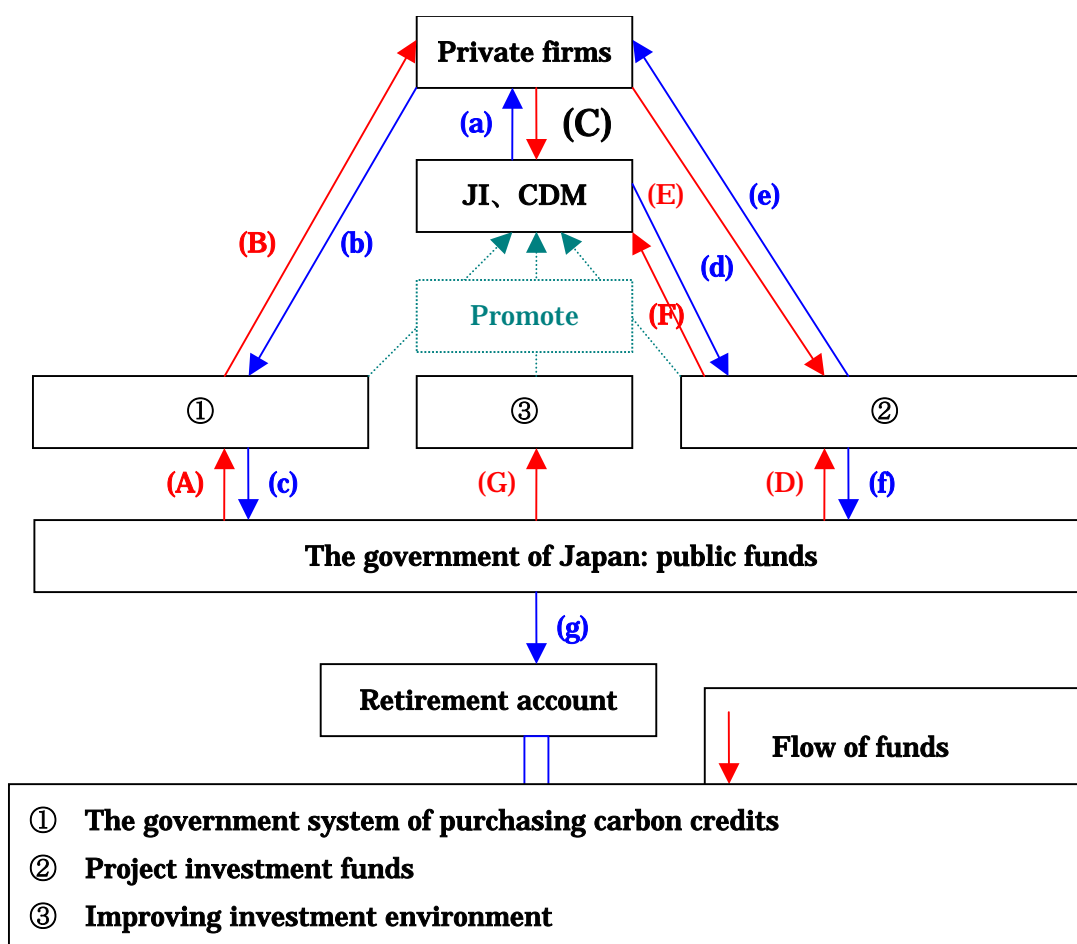 Private firms
(a)
(C)
JI、CDM
(E)
(e)
(B)
(b)
(d)
Promote
(F)
①
③
②
(A)
(c)
(G)
(D)
(f)
The government of Japan: public funds
(g)
Retirement account
Flow of funds
① The government system of purchasing carbon credits
② Project investment funds
③ Improving investment environment